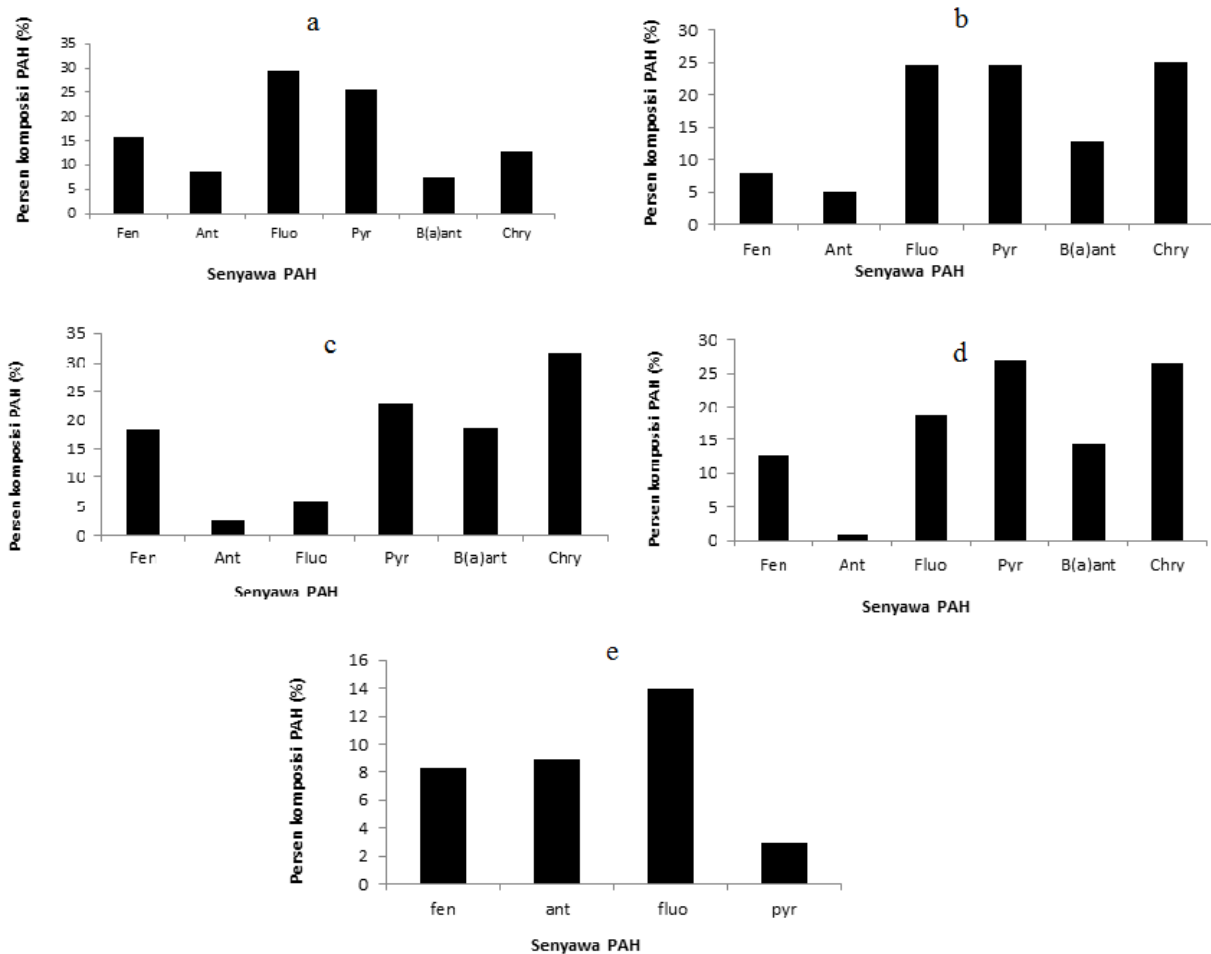 a
Persen komposisi PAH (%)
35
30
25
20
15
10
5
0
Fen Ant Fluo Pyr B(a)ant Chry
Senyawa PAH
b
Persen komposisi PAH (%)
30
25
20
15
10
5
0
Fen Ant Fluo Pyr B(a)ant Chry
Senyawa PAH
c
Persen komposisi PAH (%)
35
30
25
20
15
10
5
0
Fen Ant Fluo Pyr B(a)art Chry
Senyawa PAH
d
Persen komposisi PAH (%)
30
25
20
15
10
5
0
Fen Ant Fluo Pyr B(a)ant Chry
Senyawa PAH
e
Persen komposisi PAH (%)
16
14
12
10
8
6
4
2
0
fen ant fluo pyr
Senyawa PAH